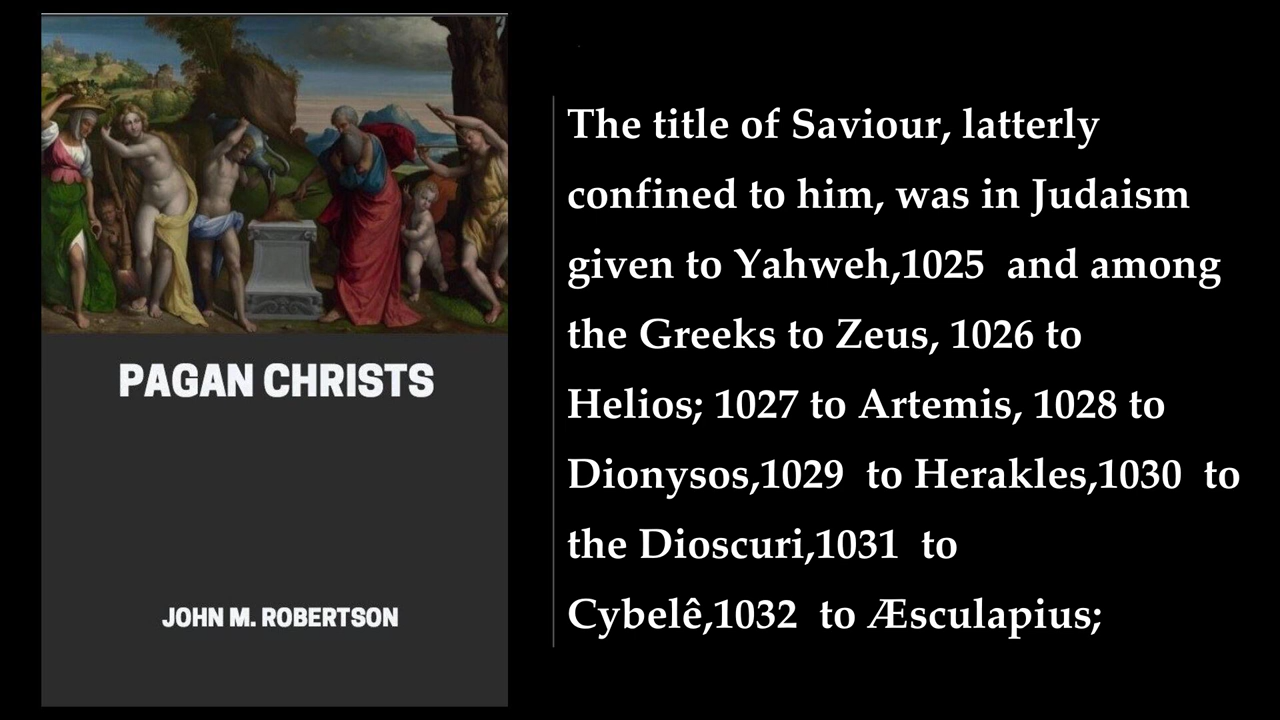 PAGAN CHRISTS
JOHN M. ROBERTSON
The title of Saviour, latterly
confined to him, was in Judaism
given to Yahweh,1025  and among
the Greeks to Zeus, 1026 to
Helios; 1027 to Artemis, 1028 to
Dionysos,1029  to Herakles,1030  to
the Dioscuri,1031  to
Cybelê,1032  to Æsculapius;